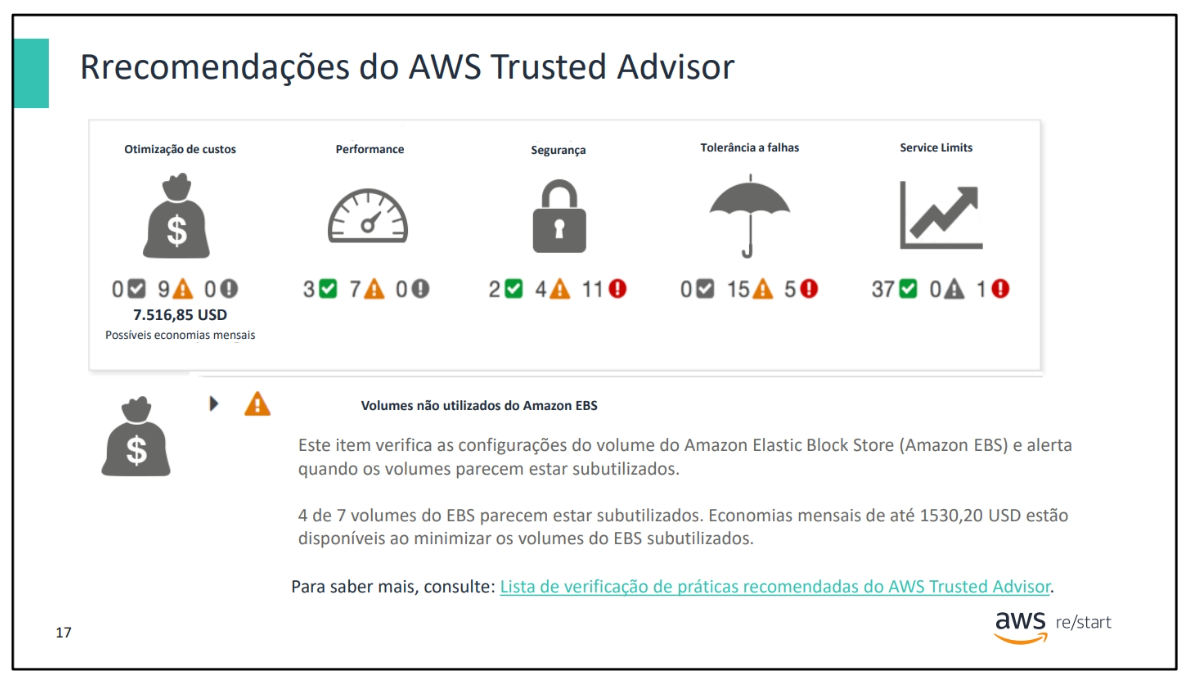 Rrecomendações do AWS Trusted Advisor
Otimização de custos
Performance
Segurança
Tolerância a falhas
Service Limits
$
0 9 0
3 7 0
2 4 11
0 15 5
37 0 1
7.516,85 USD
Possíveis economias mensais
Volumes não utilizados do Amazon EBS
$
Este item verifica as configurações do volume do Amazon Elastic Block Store (Amazon EBS) e alerta
quando os volumes parecem estar subutilizados.
4 de 7 volumes do EBS parecem estar subutilizados. Economias mensais de até 1530,20 USD estão
disponíveis ao minimizar os volumes do EBS subutilizados.
Para saber mais, consulte: Lista de verificação de práticas recomendadas do AWS Trusted Advisor.
aws re/start
17